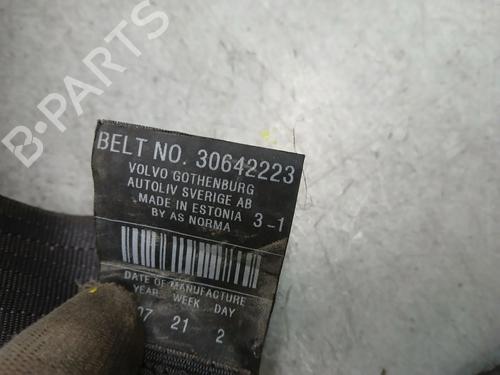 BELT NO. 30642223
VOLVO GOTHENBURG
AUTOLIV SVERIGE AB
MADE IN ESTONIA 3-1
BY AS NORMA
DATE OF MANUFACTURE
YEAR WEEK DAY
07 21 2
B-PARTS